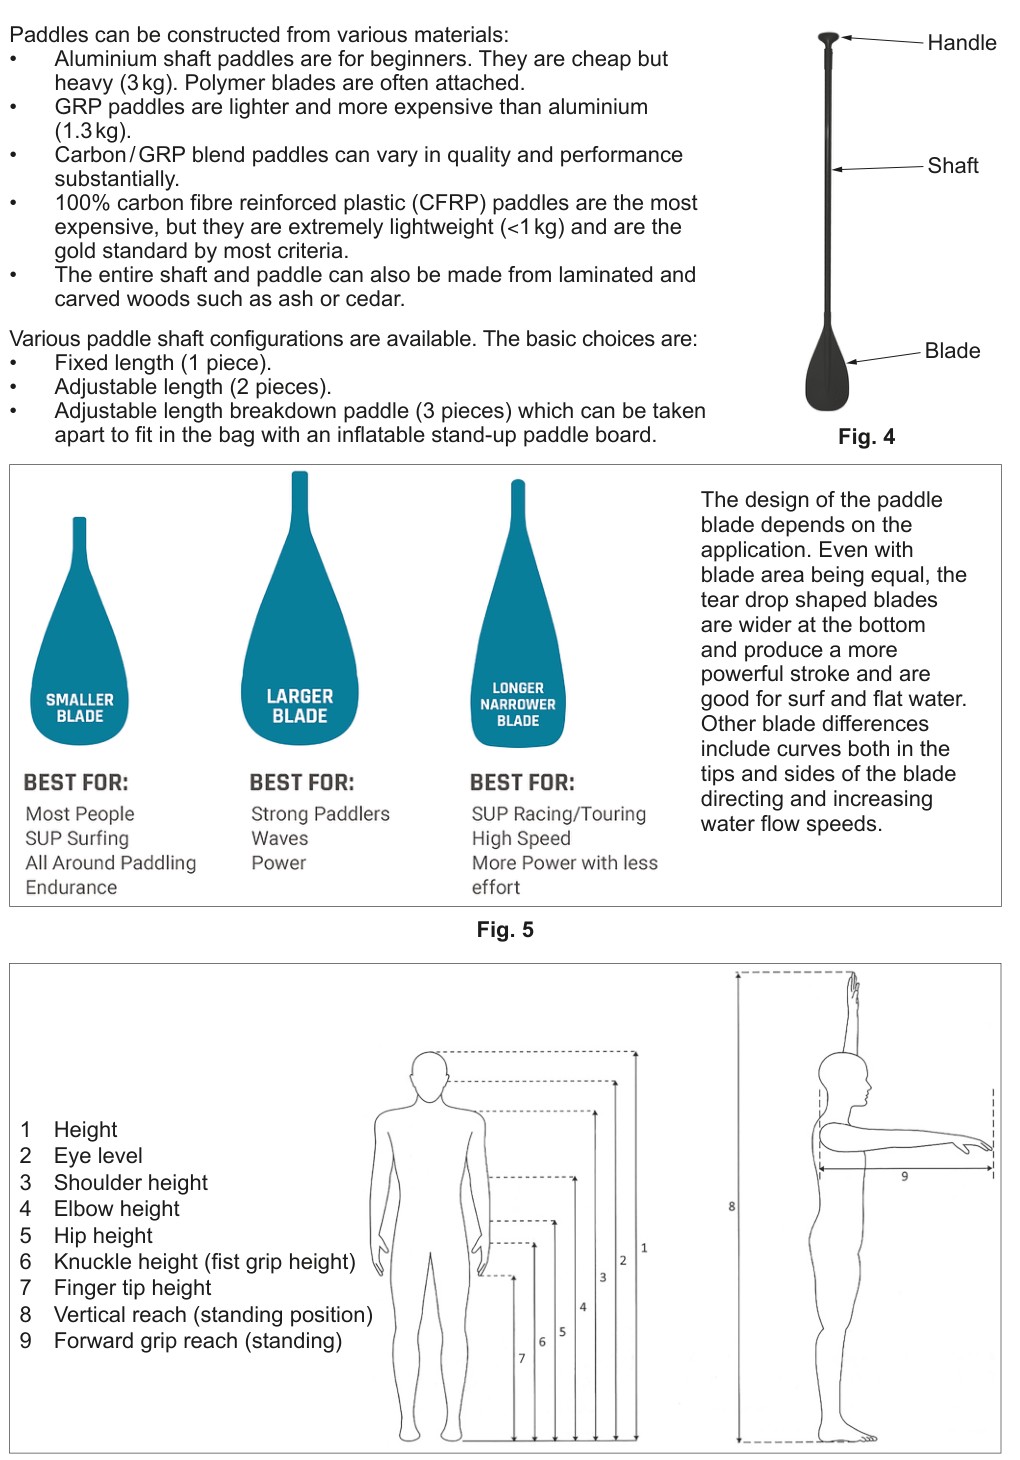 Paddles can be constructed from various materials:
• Aluminium shaft paddles are for beginners. They are cheap but
heavy (3 kg). Polymer blades are often attached.
• GRP paddles are lighter and more expensive than aluminium
(1.3 kg).
• Carbon / GRP blend paddles can vary in quality and performance
substantially.
• 100% carbon fibre reinforced plastic (CFRP) paddles are the most
expensive, but they are extremely lightweight (<1 kg) and are the
gold standard by most criteria.
• The entire shaft and paddle can also be made from laminated and
carved woods such as ash or cedar.
Various paddle shaft configurations are available. The basic choices are:
• Fixed length (1 piece).
• Adjustable length (2 pieces).
• Adjustable length breakdown paddle (3 pieces) which can be taken
apart to fit in the bag with an inflatable stand-up paddle board.
Handle
Shaft
Blade
Fig. 4
SMALLER
BLADE
BEST FOR:
Most People
SUP Surfing
All Around Paddling
Endurance
LARGER
BLADE
BEST FOR:
Strong Paddlers
Waves
Power
LONGER
NARROWER
BLADE
BEST FOR:
SUP Racing/Touring
High Speed
More Power with less
effort
The design of the paddle
blade depends on the
application. Even with
blade area being equal, the
tear drop shaped blades
are wider at the bottom
and produce a more
powerful stroke and are
good for surf and flat water.
Other blade differences
include curves both in the
tips and sides of the blade
directing and increasing
water flow speeds.
Fig. 5
1 Height
2 Eye level
3 Shoulder height
4 Elbow height
5 Hip height
6 Knuckle height (fist grip height)
7 Finger tip height
8 Vertical reach (standing position)
9 Forward grip reach (standing)
1
2
3
4
5
6
7
8
9